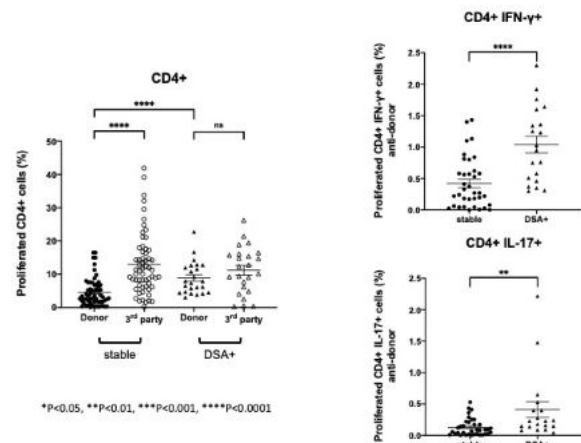 CD4+
****
****
ns
Proliferated CD4+ cells (%)
50
40
30
20
10
0
Donor
3rd party
Donor
3rd party
stable
DSA+
*P<0.05, **P<0.01, ***P<0.001, ****P<0.0001
CD4+ IFN-γ+
****
Proliferated CD4+ IFN-γ+ cells (%)
anti-donor
2.5
2.0
1.5
1.0
0.5
0.0
stable
DSA+
CD4+ IL-17+
**
Proliferated CD4+ IL-17+ cells (%)
anti-donor
2.5
2.0
1.5
1.0
0.5
0.0
stable
DSA+